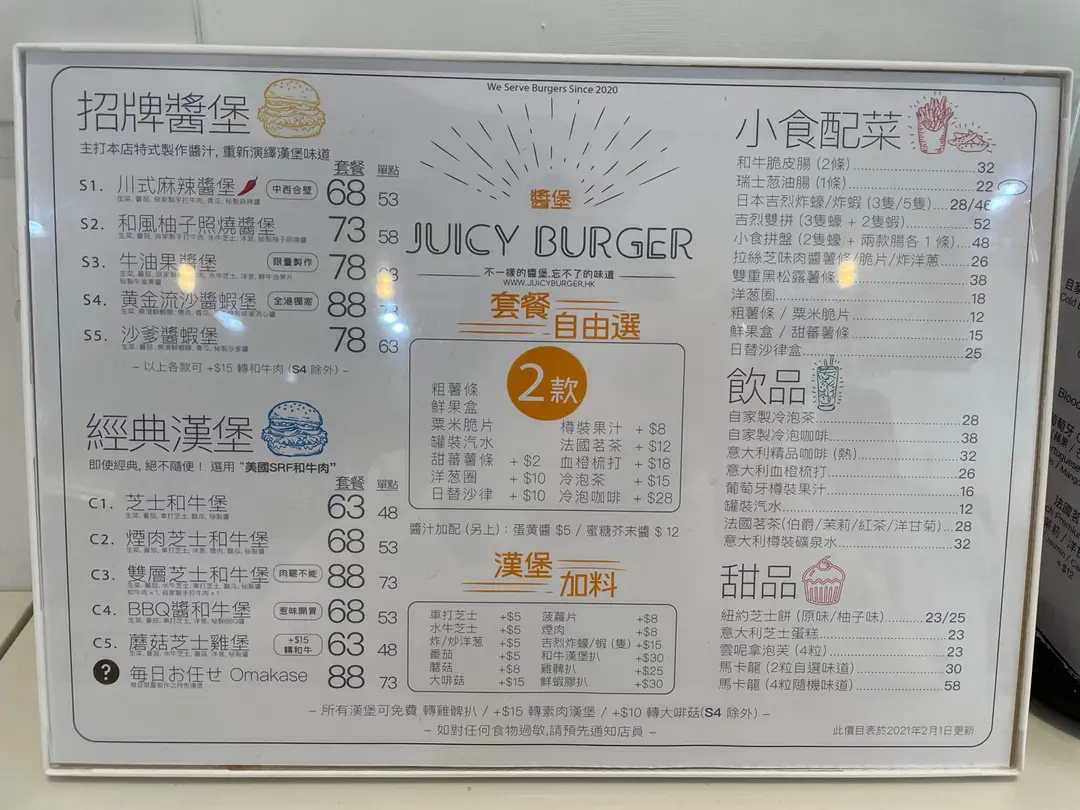 We Serve Burgers Since 2020
招牌醬堡
主打本店特式製作醬汁, 重新演繹漢堡味道
套餐 單點
S1. 川式麻辣醬堡 中西合壁 68 53
S2. 和風柚子照燒醬堡 73 58
S3. 牛油果醬堡 限量製作 78
S4. 黃金流沙醬蝦堡 全港獨家 88
S5. 沙爹醬蝦堡 78 63
– 以上各款可 +$15 轉和牛肉 (S4 除外) –
經典漢堡
即使經典, 絕不隨便! 選用 "美國SRF和牛肉"
套餐 單點
C1. 芝士和牛堡 63 48
C2. 煙肉芝士和牛堡 68 53
C3. 雙層芝士和牛堡 肉罷不能 88 73
C4. BBQ醬和牛堡 惹味開胃 68 53
C5. 蘑菇芝士雞堡 +$15 轉和牛 63 48
? 毎日お任せ Omakase 88 73
醬堡
JUICY BURGER
不一樣的醬堡,忘不了的味道
WWW.JUICYBURGER.HK
套餐自由選
2款
粗薯條
鮮果盒
粟米脆片
罐裝汽水
甜蕃薯條 + $2
洋葱圈 + $10
日替沙律 + $10
樽裝果汁 + $8
法國茗茶 + $12
血橙梳打 + $18
冷泡茶 + $15
冷泡咖啡 + $28
醬汁加配 (另上) : 蛋黃醬 $5 / 蜜糖芥末醬 $ 12
漢堡加料
車打芝士 +$5
水牛芝士 +$5
炸/炒洋葱 +$5
番茄 +$5
蘑菇 +$8
大啡菇 +$15
菠蘿片 +$8
煙肉 +$8
吉烈炸蠔/蝦 (隻) +$15
和牛漢堡扒 +$30
雞髀扒 +$25
鮮蝦膠扒 +$30
小食配菜
和牛脆皮腸 (2條) 32
瑞士葱油腸 (1條) 22
日本吉烈炸蠔/炸蝦 (3隻/5隻) 28/46
吉烈雙拼 (3隻蠔 + 2隻蝦) 52
小食拼盤 (2隻蠔 + 兩款腸各 1 條) 48
拉絲芝味肉醬薯條/脆片/炸洋葱 26
雙重黑松露薯條 38
洋葱圈 18
粗薯條 / 粟米脆片 12
鮮果盒 / 甜蕃薯條 15
日替沙律盒 25
飲品
自家製冷泡茶 28
自家製冷泡咖啡 38
意大利精品咖啡 (熱) 32
意大利血橙梳打 26
葡萄牙樽裝果汁 16
罐裝汽水 12
法國茗茶(伯爵/茉莉/紅茶/洋甘菊) 28
意大利樽裝礦泉水 32
甜品
紐約芝士餅 (原味/柚子味) 23/25
意大利芝士蛋糕 23
雲呢拿泡芙 (4粒) 23
馬卡龍 (2粒自選味道) 30
馬卡龍 (4粒隨機味道) 58
– 所有漢堡可免費 轉雞髀扒 / +$15 轉素肉漢堡 / +$10 轉大啡菇(S4 除外) –
– 如對任何食物過敏,請預先通知店員 –
此價目表於2021年2月1日更新